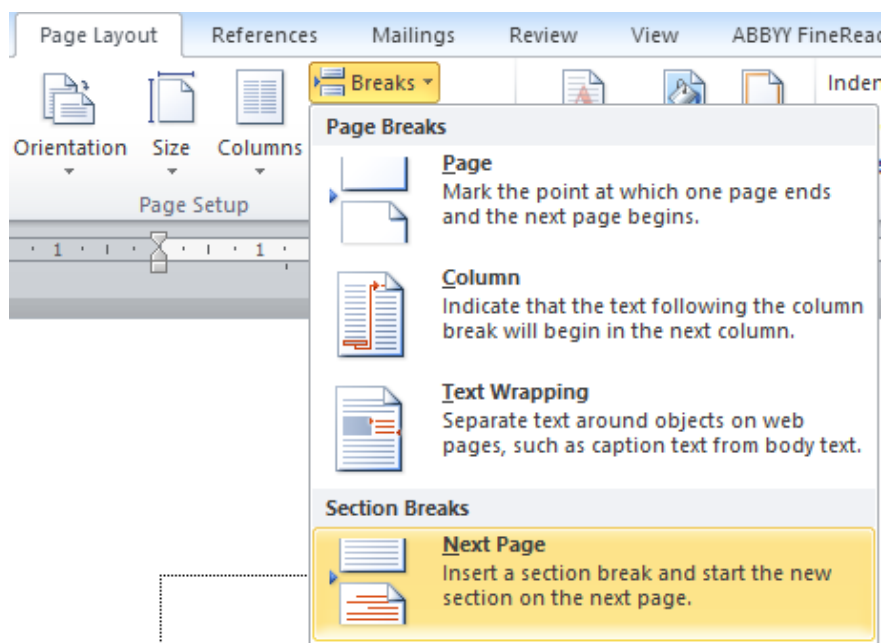 Page Layout References Mailings Review View ABBYY FineReac
Breaks
Orientation Size Columns
Inder
Page Setup
1 1
Page Breaks
Page
Mark the point at which one page ends
and the next page begins.
Column
Indicate that the text following the column
break will begin in the next column.
Text Wrapping
Separate text around objects on web
pages, such as caption text from body text.
Section Breaks
Next Page
Insert a section break and start the new
section on the next page.